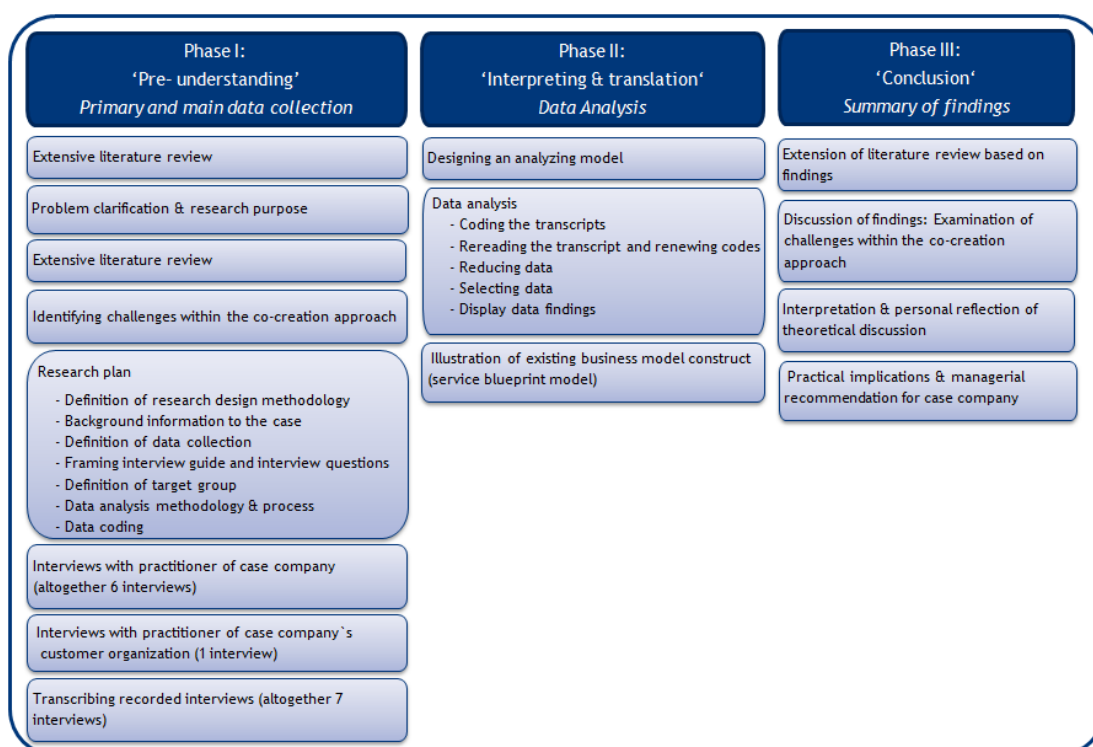 Phase I:
‘Pre- understanding’
Primary and main data collection
Extensive literature review
Problem clarification & research purpose
Extensive literature review
Identifying challenges within the co-creation approach
Research plan
- Definition of research design methodology
- Background information to the case
- Definition of data collection
- Framing interview guide and interview questions
- Definition of target group
- Data analysis methodology & process
- Data coding
Interviews with practitioner of case company
(altogether 6 interviews)
Interviews with practitioner of case company`s
customer organization (1 interview)
Transcribing recorded interviews (altogether 7
interviews)
Phase II:
‘Interpreting & translation‘
Data Analysis
Designing an analyzing model
Data analysis
- Coding the transcripts
- Rereading the transcript and renewing codes
- Reducing data
- Selecting data
- Display data findings
Illustration of existing business model construct
(service blueprint model)
Phase III:
‘Conclusion‘
Summary of findings
Extension of literature review based on
findings
Discussion of findings: Examination of
challenges within the co-creation
approach
Interpretation & personal reflection of
theoretical discussion
Practical implications & managerial
recommendation for case company